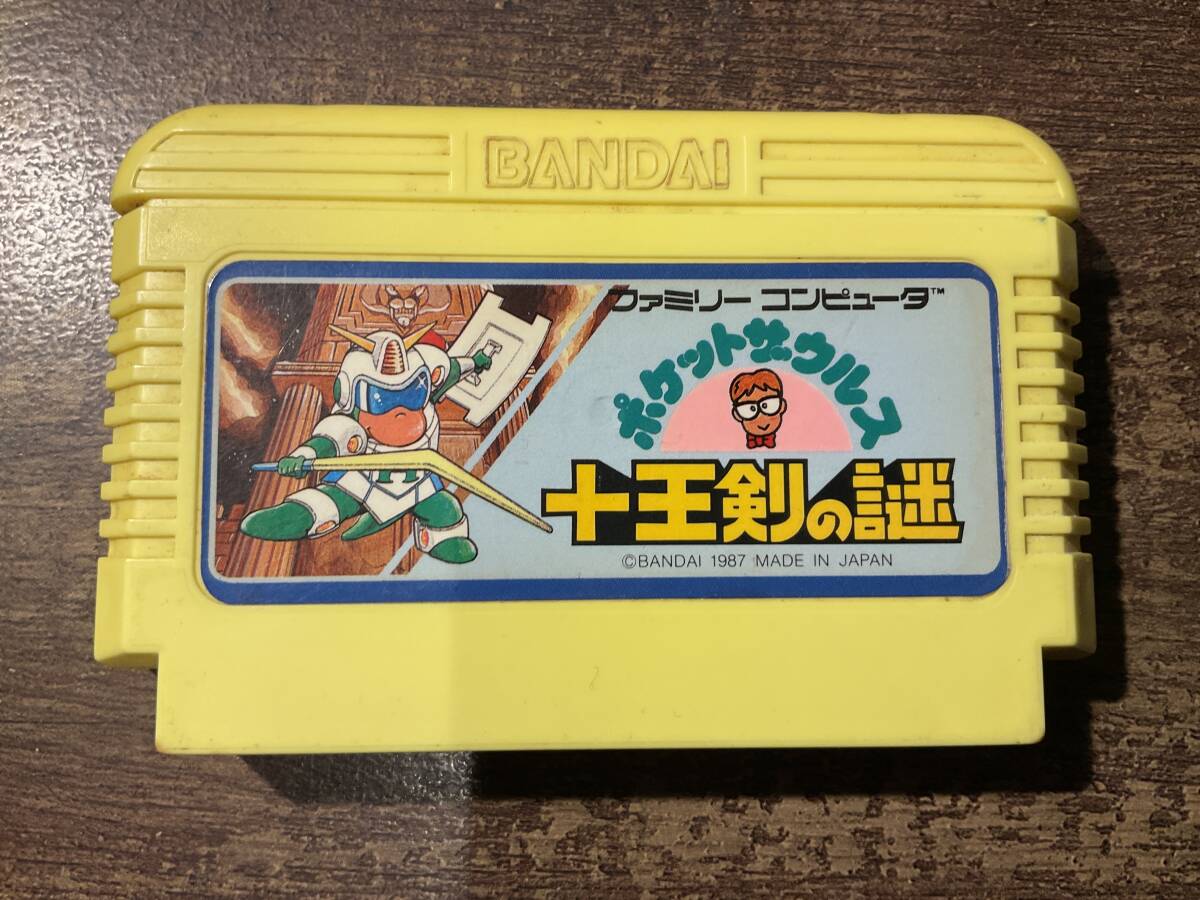 BANDAI
ファミリー コンピュータ™
ポケットザウルス
十王剣の謎
©BANDAI 1987 MADE IN JAPAN